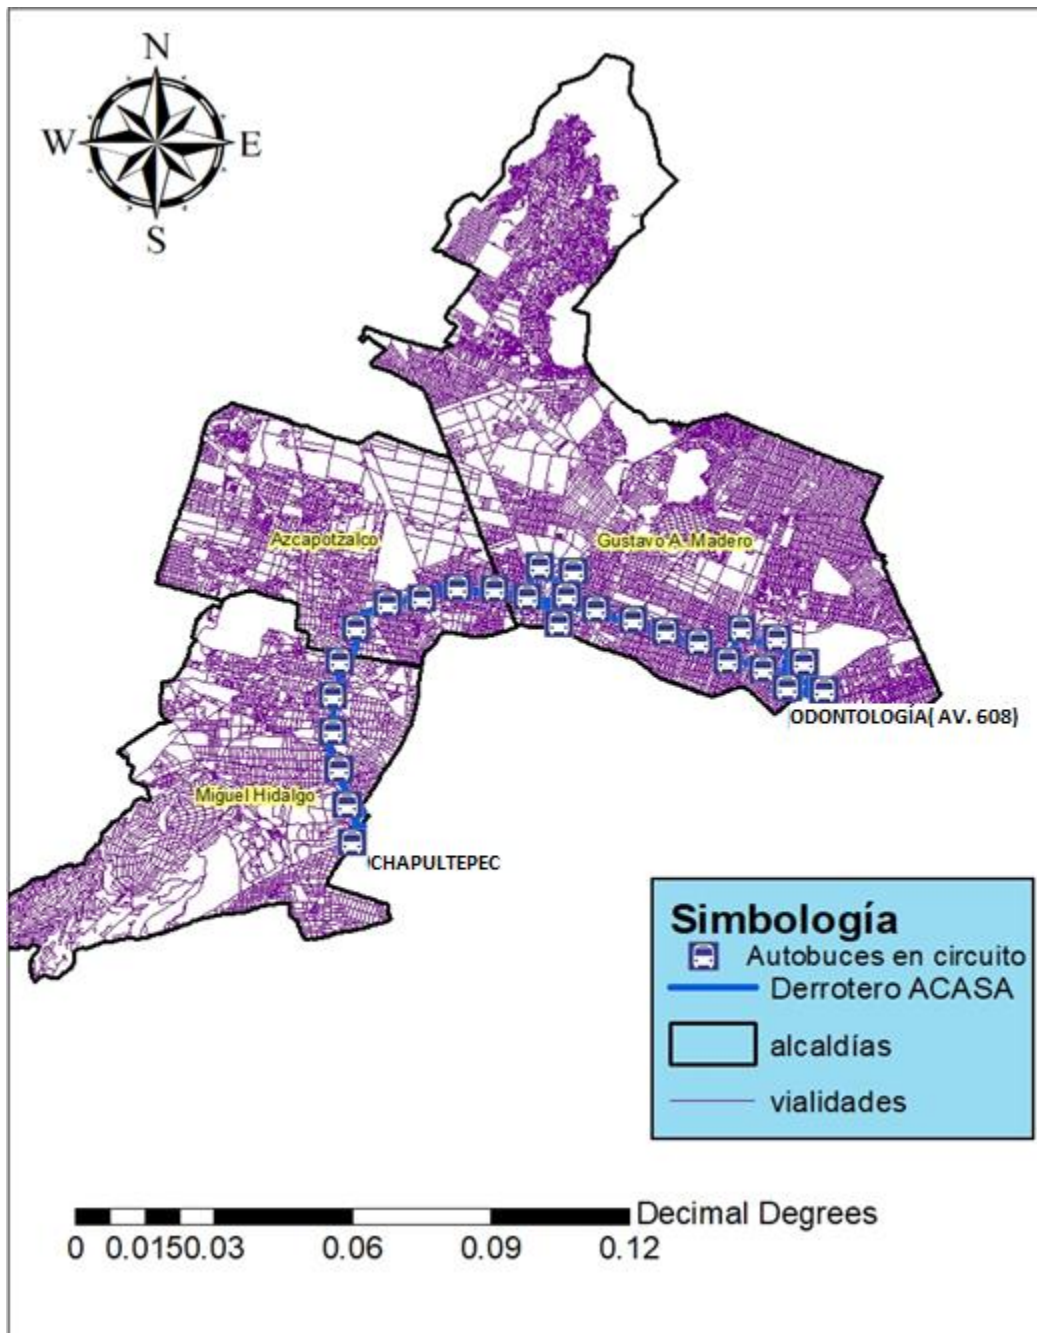 N
W E
S
Azcapotzalco
Gustavo A. Madero
ODONTOLOGÍA( AV. 608)
Miguel Hidalgo
CHAPULTEPEC
Simbología
Autobuces en circuito
Derrotero ACASA
alcaldías
vialidades
Decimal Degrees
0 0.0150.03 0.06 0.09 0.12